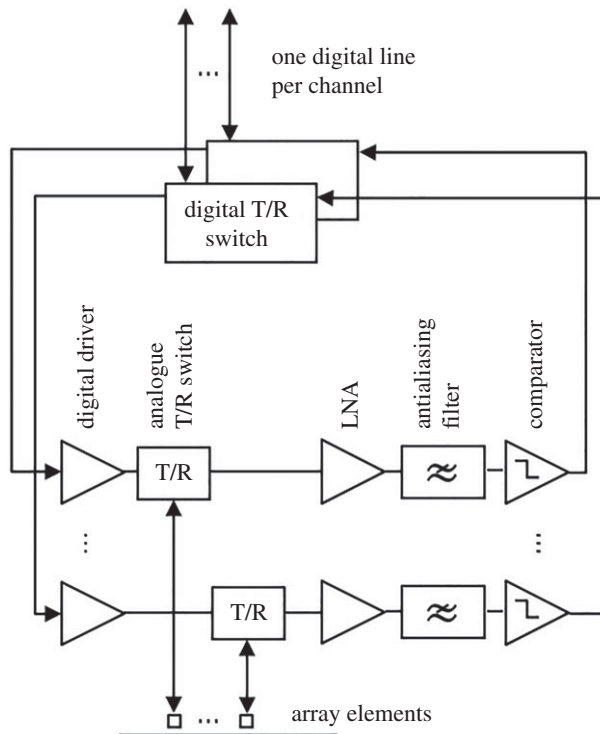 one digital line
per channel
digital T/R
switch
digital driver
analogue
T/R switch
LNA
antialiasing
filter
comparator
T/R
T/R
array elements